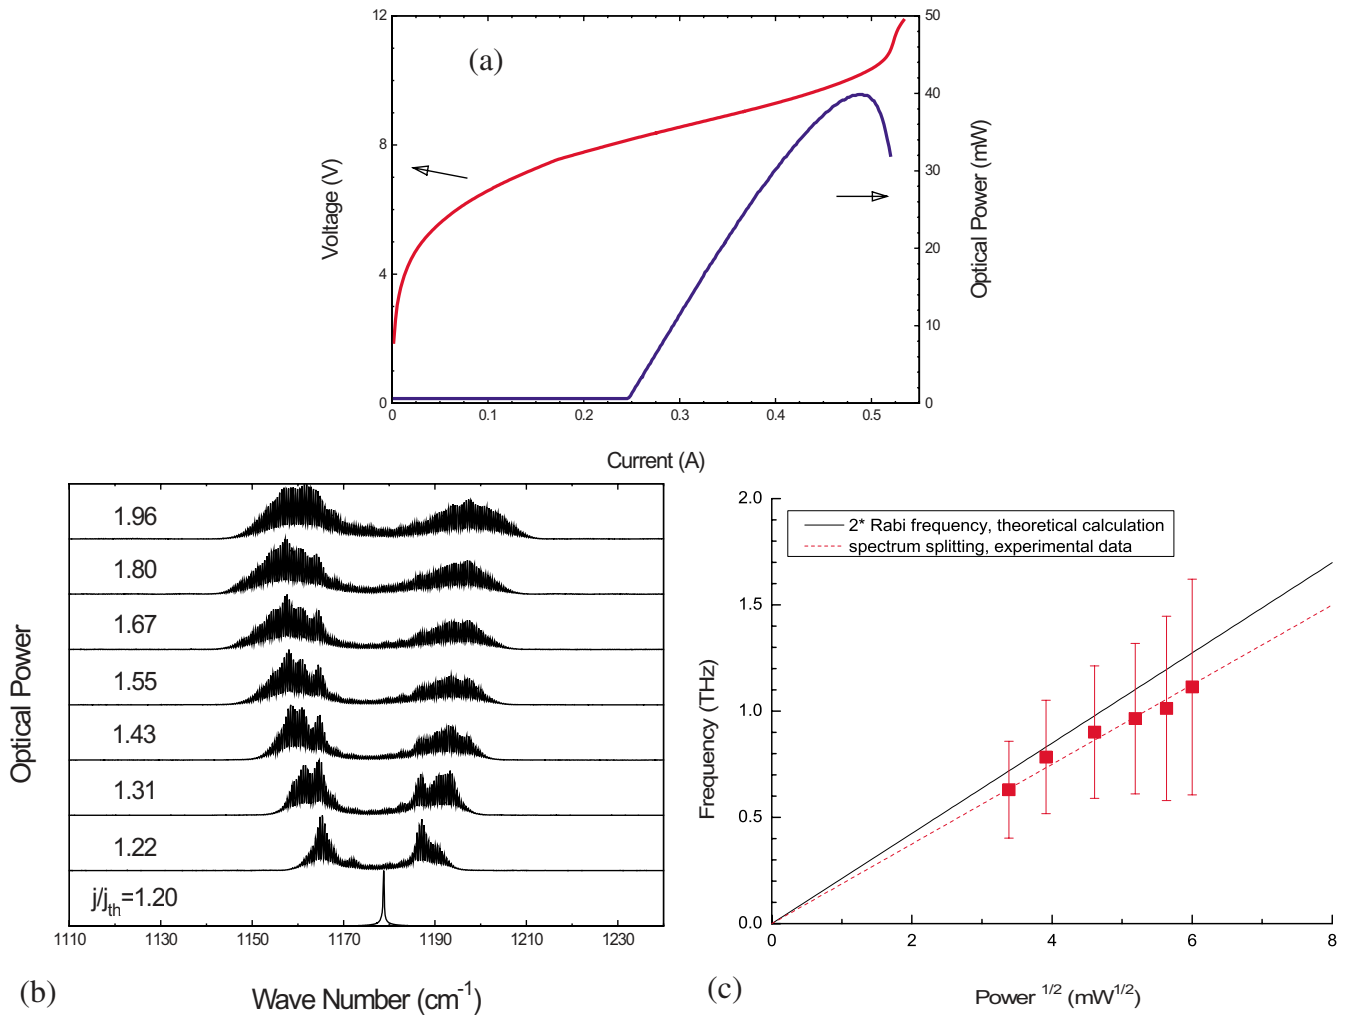 (a)
12
8
4
0
Voltage (V)
50
40
30
20
10
0
Optical Power (mW)
0 0.1 0.2 0.3 0.4 0.5
Current (A)
1.96
1.80
1.67
1.55
1.43
1.31
1.22
j/jth=1.20
Optical Power
1110 1130 1150 1170 1190 1210 1230
(b)
Wave Number (cm-1)
2.0
1.5
1.0
0.5
0.0
Frequency (THz)
2* Rabi frequency, theoretical calculation
spectrum splitting, experimental data
0 2 4 6 8
(c)
Power 1/2 (mW1/2)